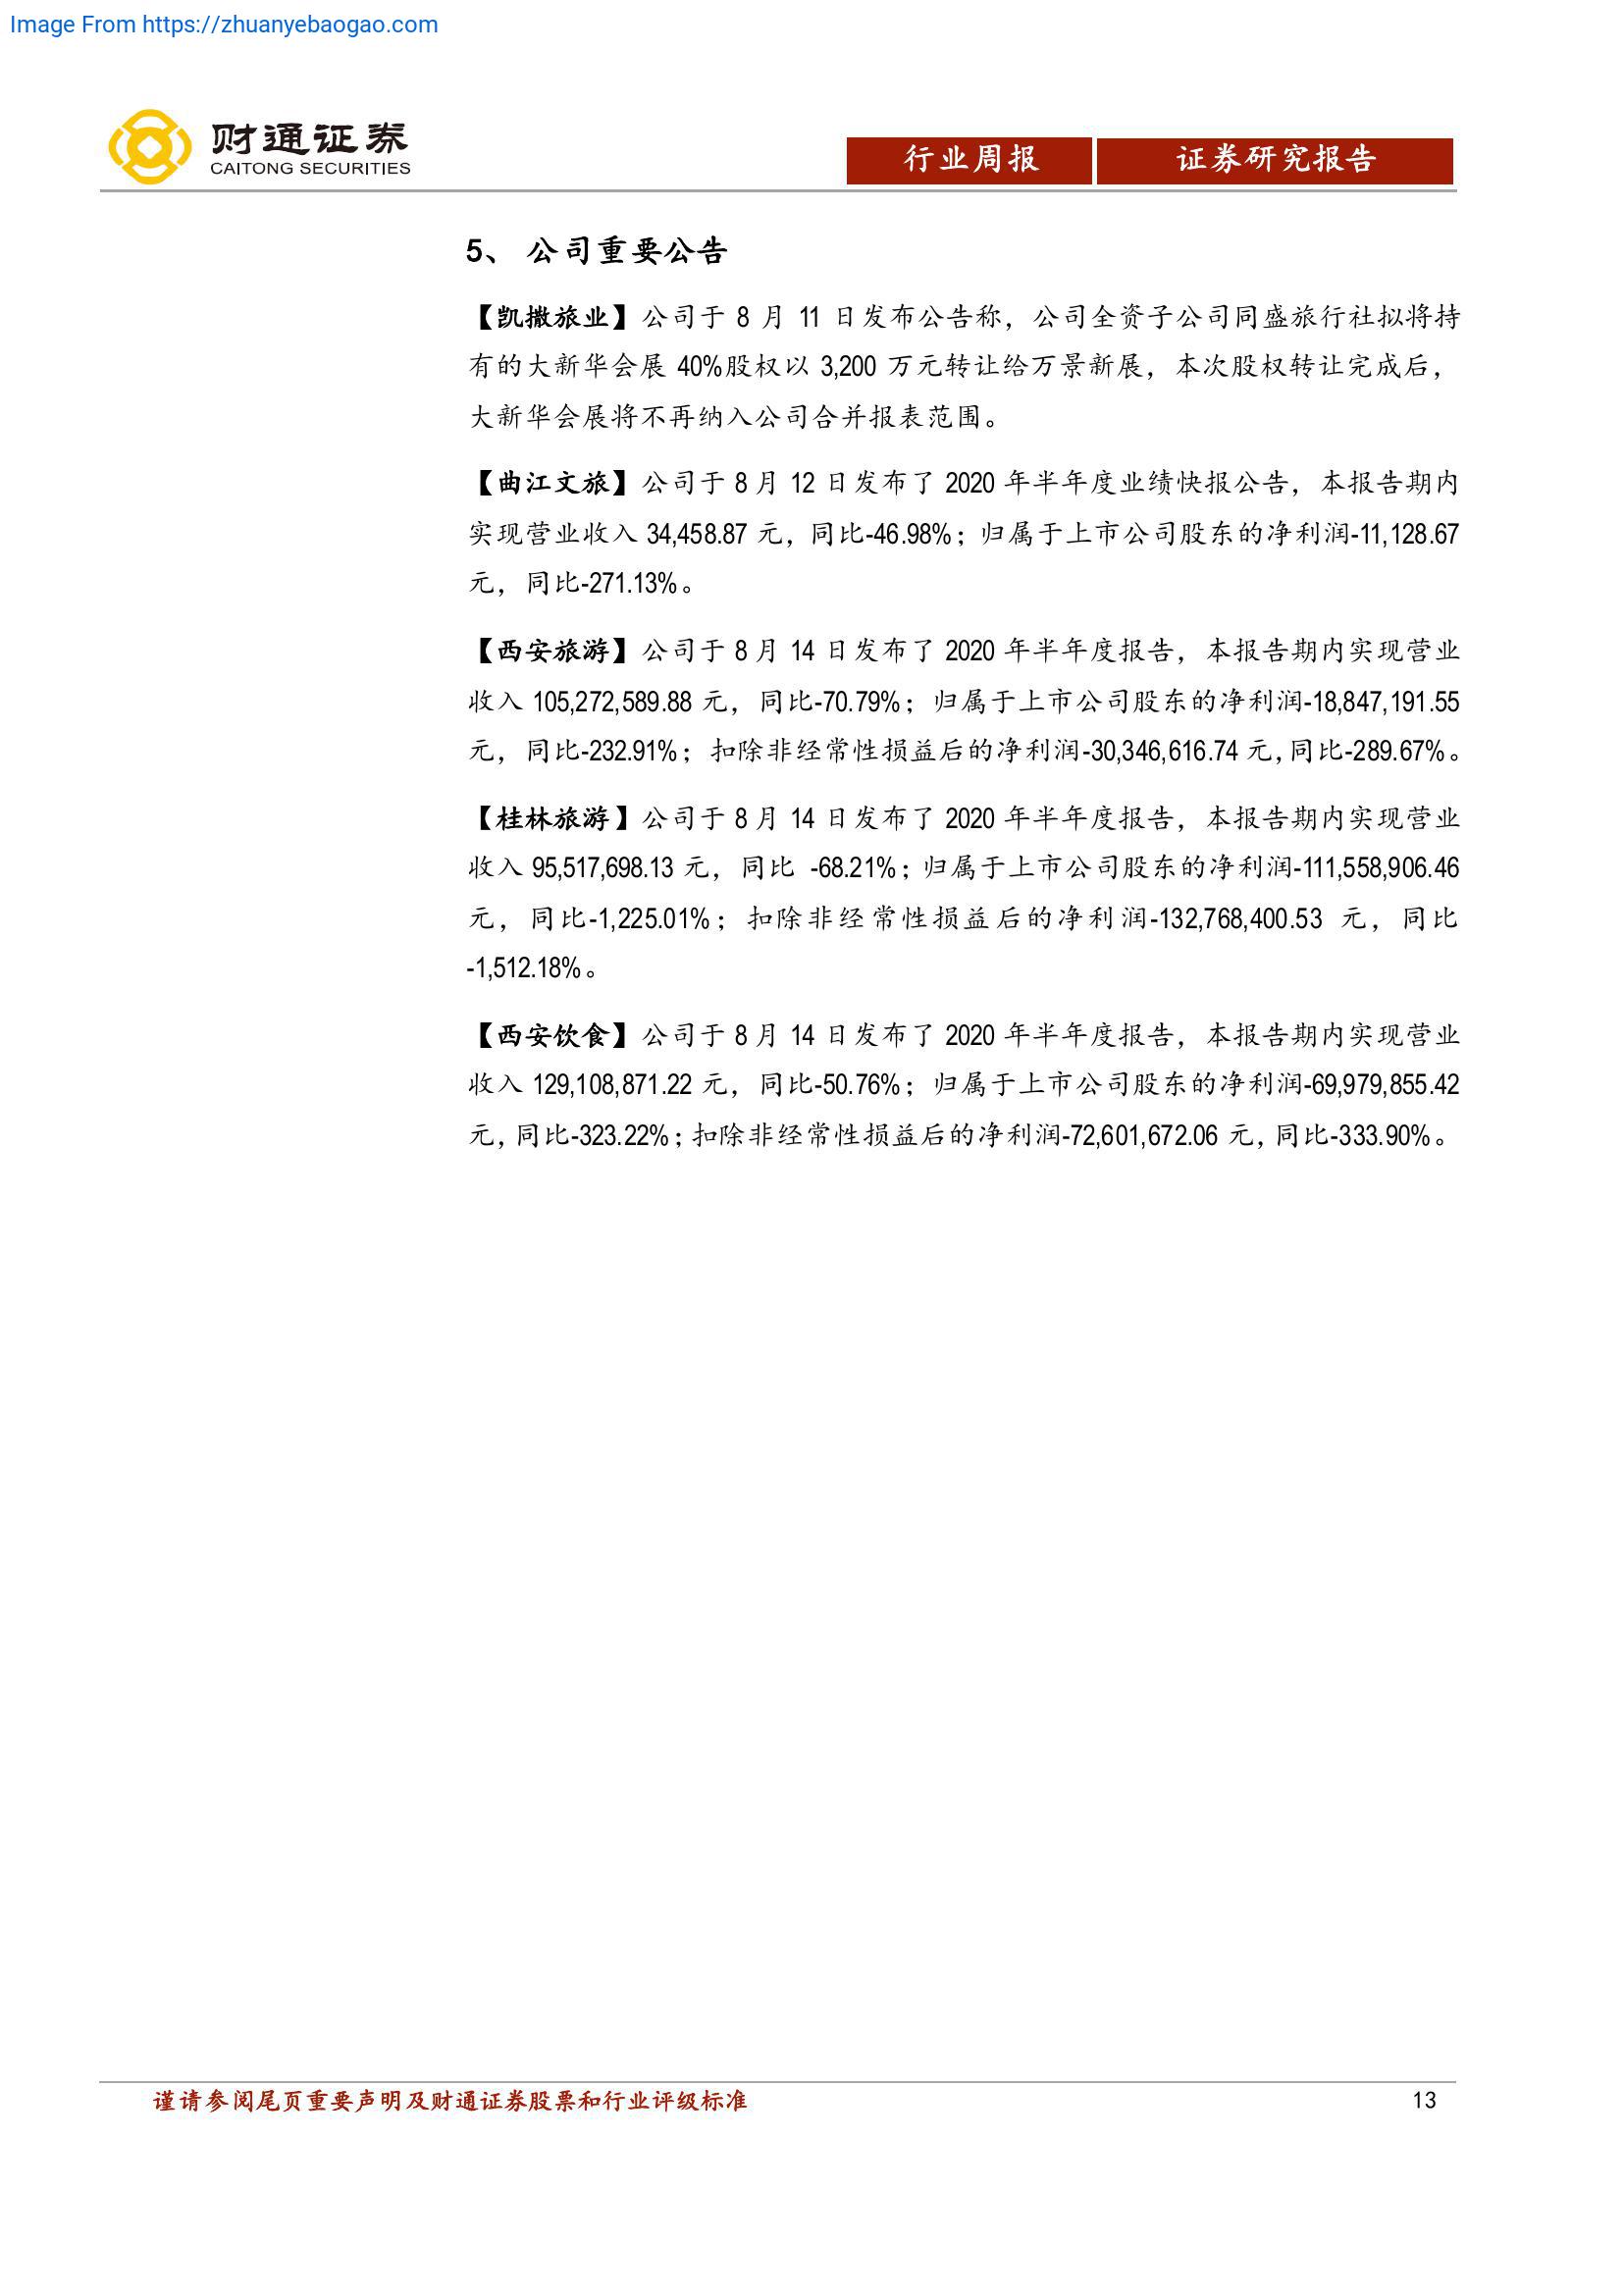 Image From https://zhuanyebaogao.com
财通证券
CAITONG SECURITIES
行业周报
证券研究报告
5、 公司重要公告
【凯撒旅业】公司于 8 月 11 日发布公告称，公司全资子公司同盛旅行社拟将持
有的大新华会展 40%股权以 3,200 万元转让给万景新展，本次股权转让完成后，
大新华会展将不再纳入公司合并报表范围。
【曲江文旅】公司于 8 月 12 日发布了 2020 年半年度业绩快报公告，本报告期内
实现营业收入 34,458.87 元，同比-46.98%；归属于上市公司股东的净利润-11,128.67
元，同比-271.13%。
【西安旅游】公司于 8 月 14 日发布了 2020 年半年度报告，本报告期内实现营业
收入 105,272,589.88 元，同比-70.79%；归属于上市公司股东的净利润-18,847,191.55
元，同比-232.91%；扣除非经常性损益后的净利润-30,346,616.74 元，同比-289.67%。
【桂林旅游】公司于 8 月 14 日发布了 2020 年半年度报告，本报告期内实现营业
收入 95,517,698.13 元，同比 -68.21%；归属于上市公司股东的净利润-111,558,906.46
元，同比-1,225.01%；扣除非经常性损益后的净利润-132,768,400.53 元，同比
-1,512.18%。
【西安饮食】公司于 8 月 14 日发布了 2020 年半年度报告，本报告期内实现营业
收入 129,108,871.22 元，同比-50.76%；归属于上市公司股东的净利润-69,979,855.42
元，同比-323.22%；扣除非经常性损益后的净利润-72,601,672.06 元，同比-333.90%。
谨请参阅尾页重要声明及财通证券股票和行业评级标准
13